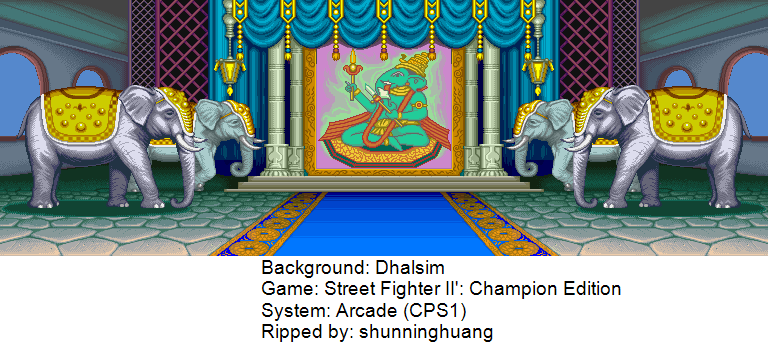 Background: Dhalsim
Game: Street Fighter II': Champion Edition
System: Arcade (CPS1)
Ripped by: shunninghuang